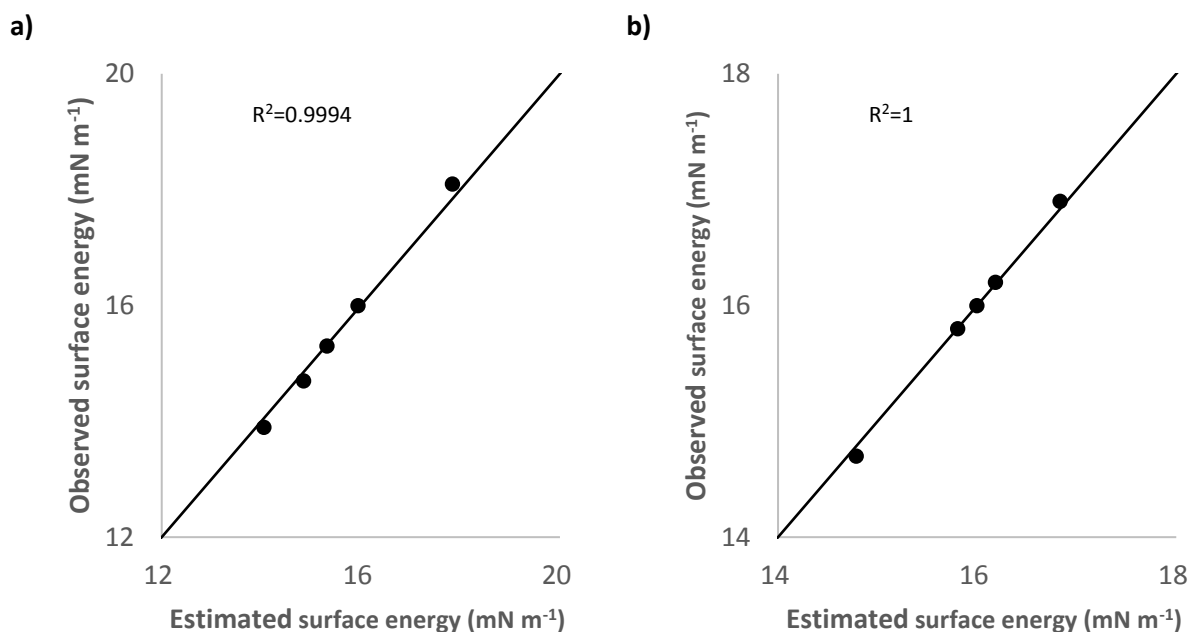 a)
Observed surface energy (mN m⁻¹)
20
16
12
R²=0.9994
12 16 20
Estimated surface energy (mN m⁻¹)
b)
Observed surface energy (mN m⁻¹)
18
16
14
R²=1
14 16 18
Estimated surface energy (mN m⁻¹)